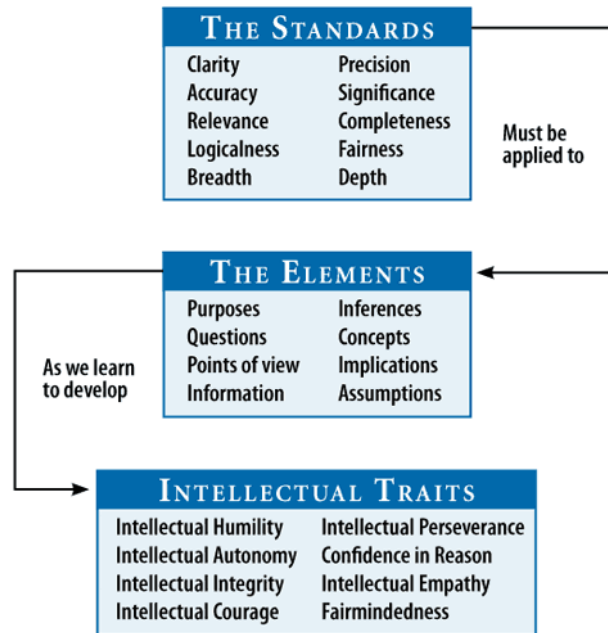 THE STANDARDS
Clarity Precision
Accuracy Significance
Relevance Completeness
Logicalness Fairness
Breadth Depth
Must be
applied to
THE ELEMENTS
Purposes Inferences
Questions Concepts
Points of view Implications
Information Assumptions
As we learn
to develop
INTELLECTUAL TRAITS
Intellectual Humility Intellectual Perseverance
Intellectual Autonomy Confidence in Reason
Intellectual Integrity Intellectual Empathy
Intellectual Courage Fairmindedness